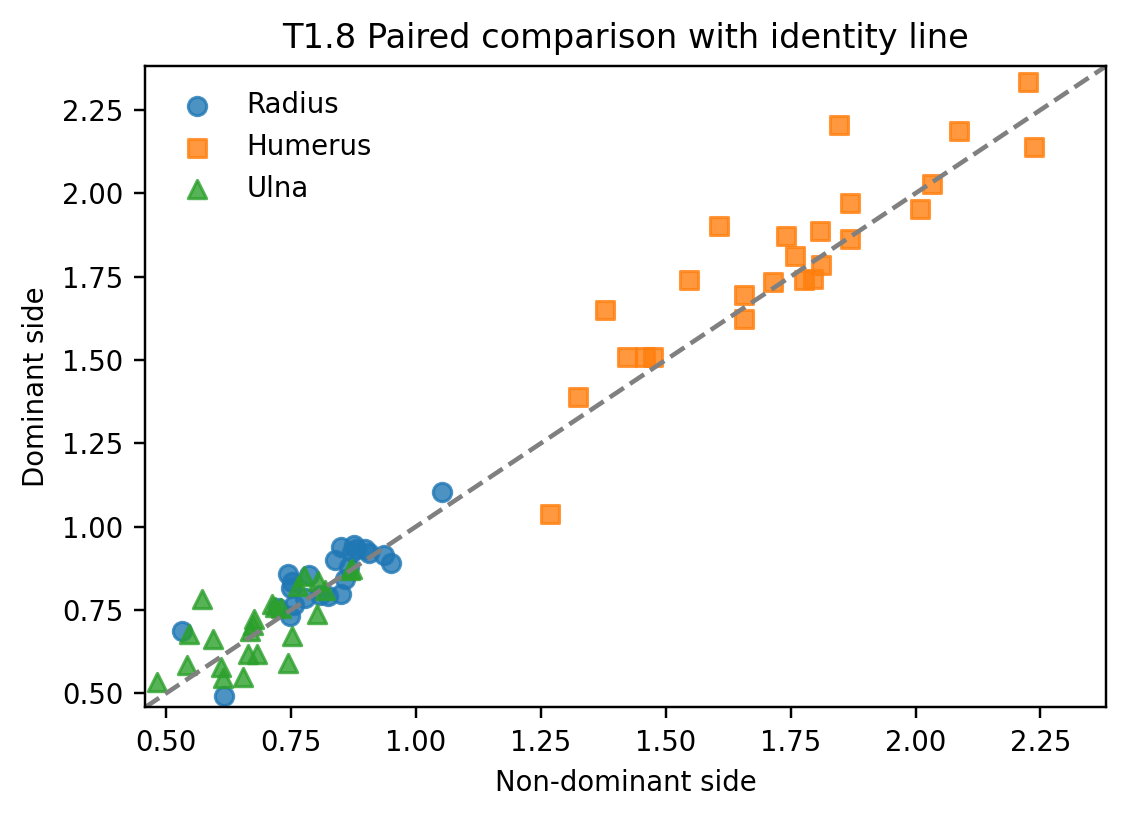 T1.8 Paired comparison with identity line
Radius
Humerus
Ulna
2.25
2.00
1.75
1.50
1.25
1.00
0.75
0.50
Dominant side
0.50 0.75 1.00 1.25 1.50 1.75 2.00 2.25
Non-dominant side